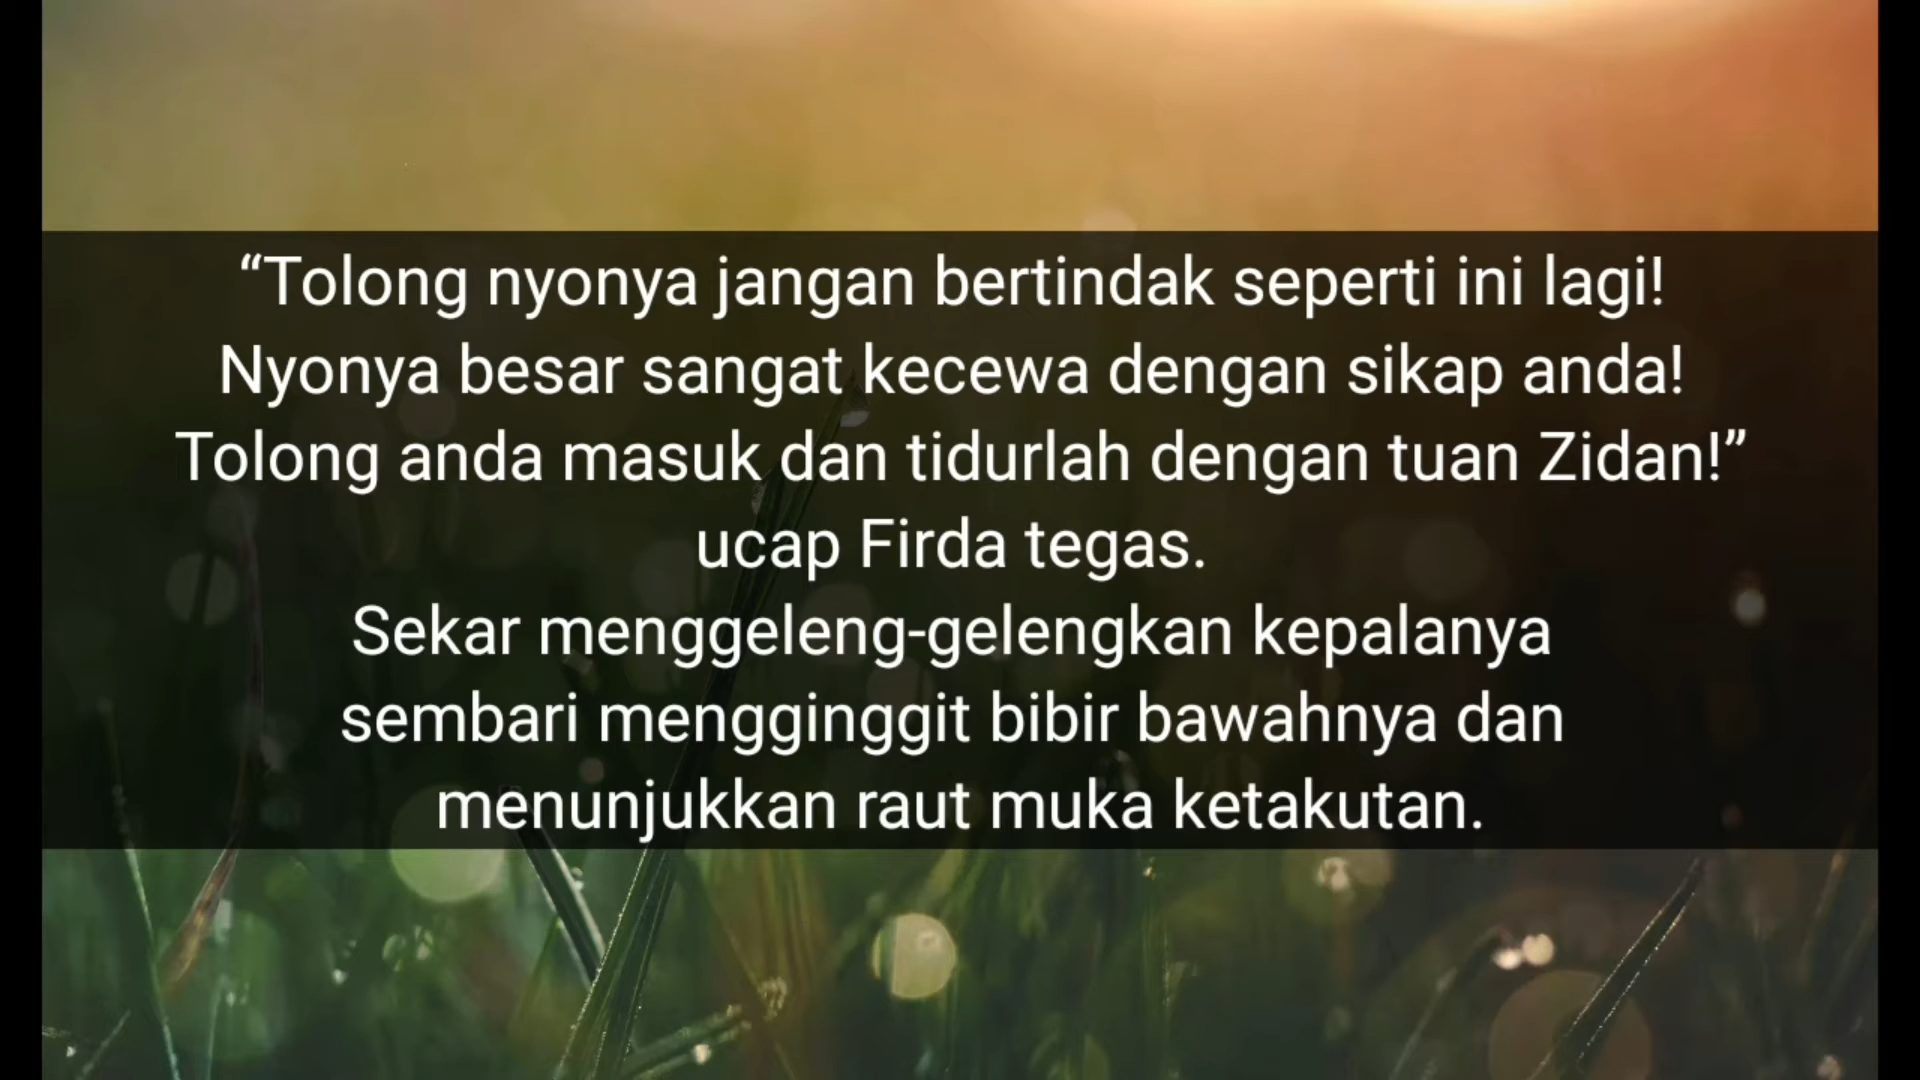 “Tolong nyonya jangan bertindak seperti ini lagi!
Nyonya besar sangat kecewa dengan sikap anda!
Tolong anda masuk dan tidurlah dengan tuan Zidan!”
ucap Firda tegas.
Sekar menggeleng-gelengkan kepalanya
sembari mengginggit bibir bawahnya dan
menunjukkan raut muka ketakutan.